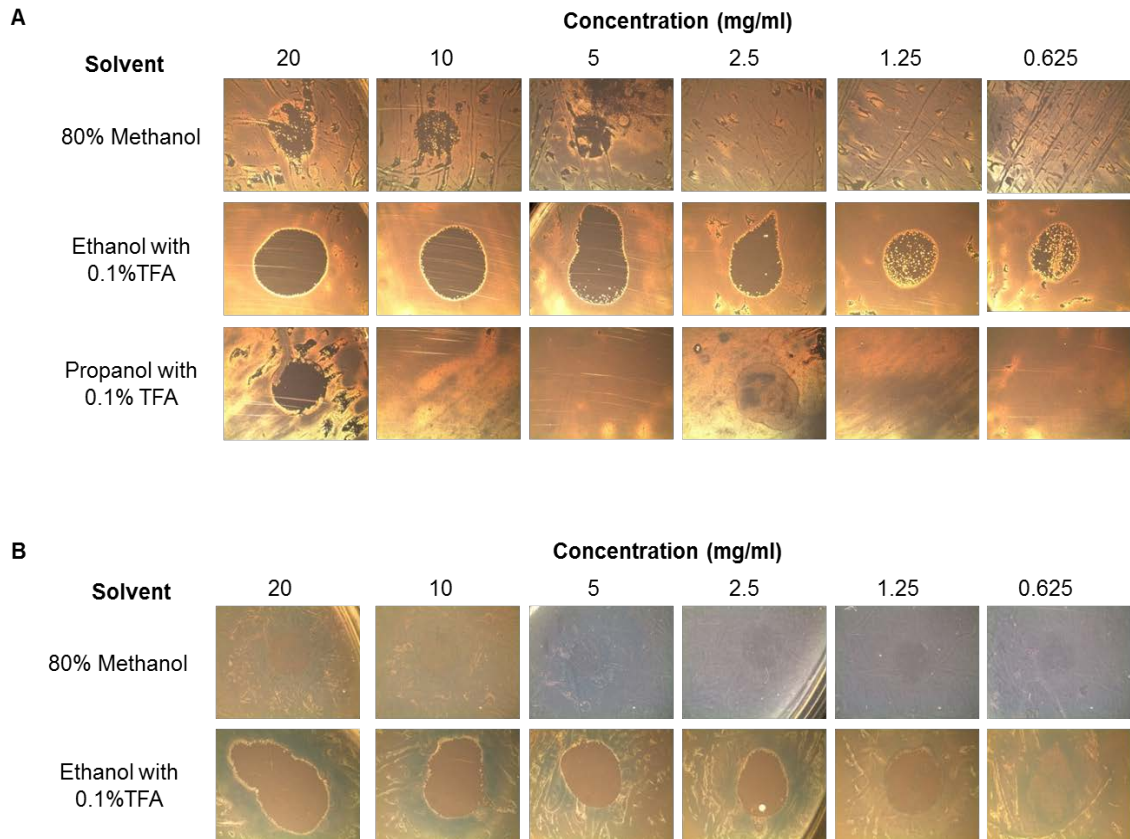 A
Concentration (mg/ml)
Solvent 20 10 5 2.5 1.25 0.625
80% Methanol
Ethanol with
0.1%TFA
Propanol with
0.1% TFA
B
Concentration (mg/ml)
Solvent 20 10 5 2.5 1.25 0.625
80% Methanol
Ethanol with
0.1%TFA